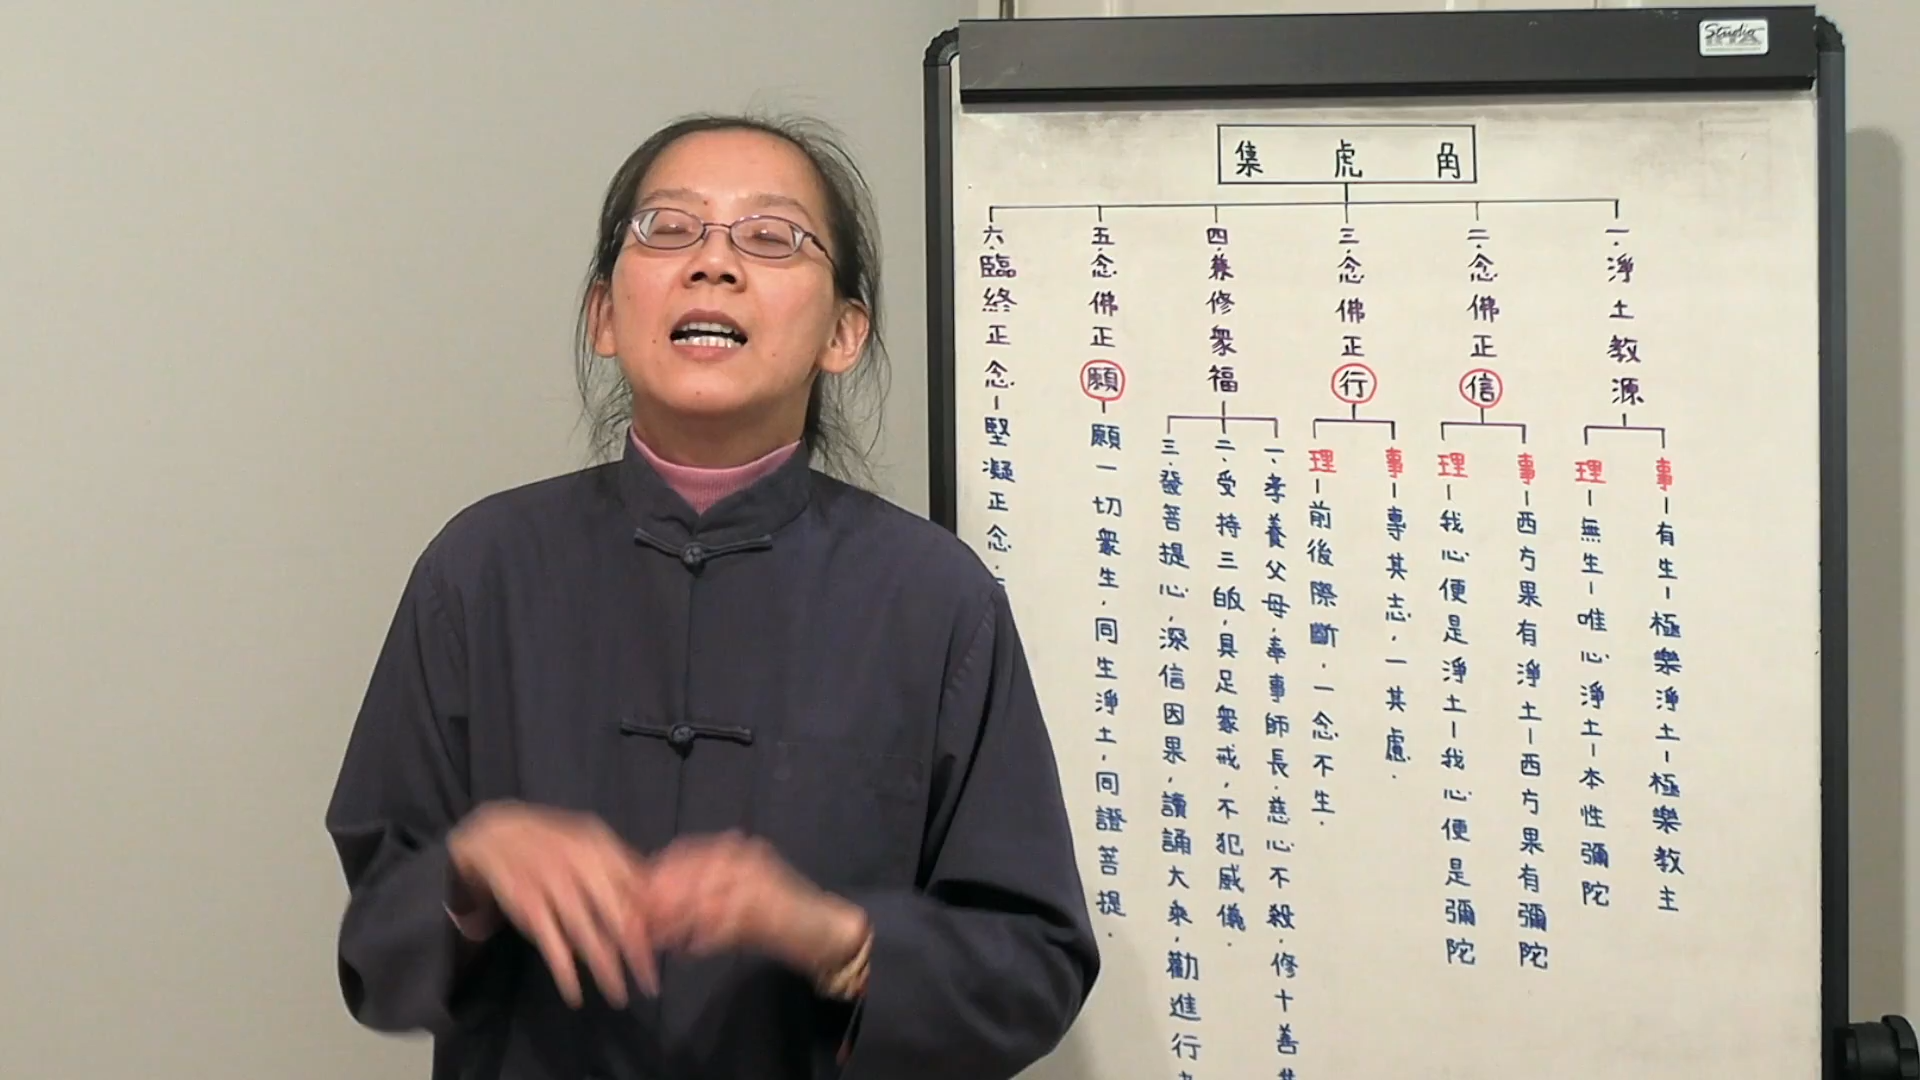 Studio
角虎集
一.淨土教源
事-有生-極樂淨土-極樂教主
理-無生-唯心淨土-本性彌陀
二.念佛正信
事-西方果有淨土-西方果有彌陀
理-我心便是淨土-我心便是彌陀
三.念佛正行
事-專其志.一其慮.
理-前後際斷.一念不生.
四.兼修眾福
一.孝養父母.奉事師長.慈心不殺.修十善
二.受持三皈.具足眾戒.不犯威儀.
三.發菩提心.深信因果.讀誦大乘.勸進行
五.念佛正願-願一切眾生.同生淨土.同證菩提.
六.臨終正念-堅凝正念.